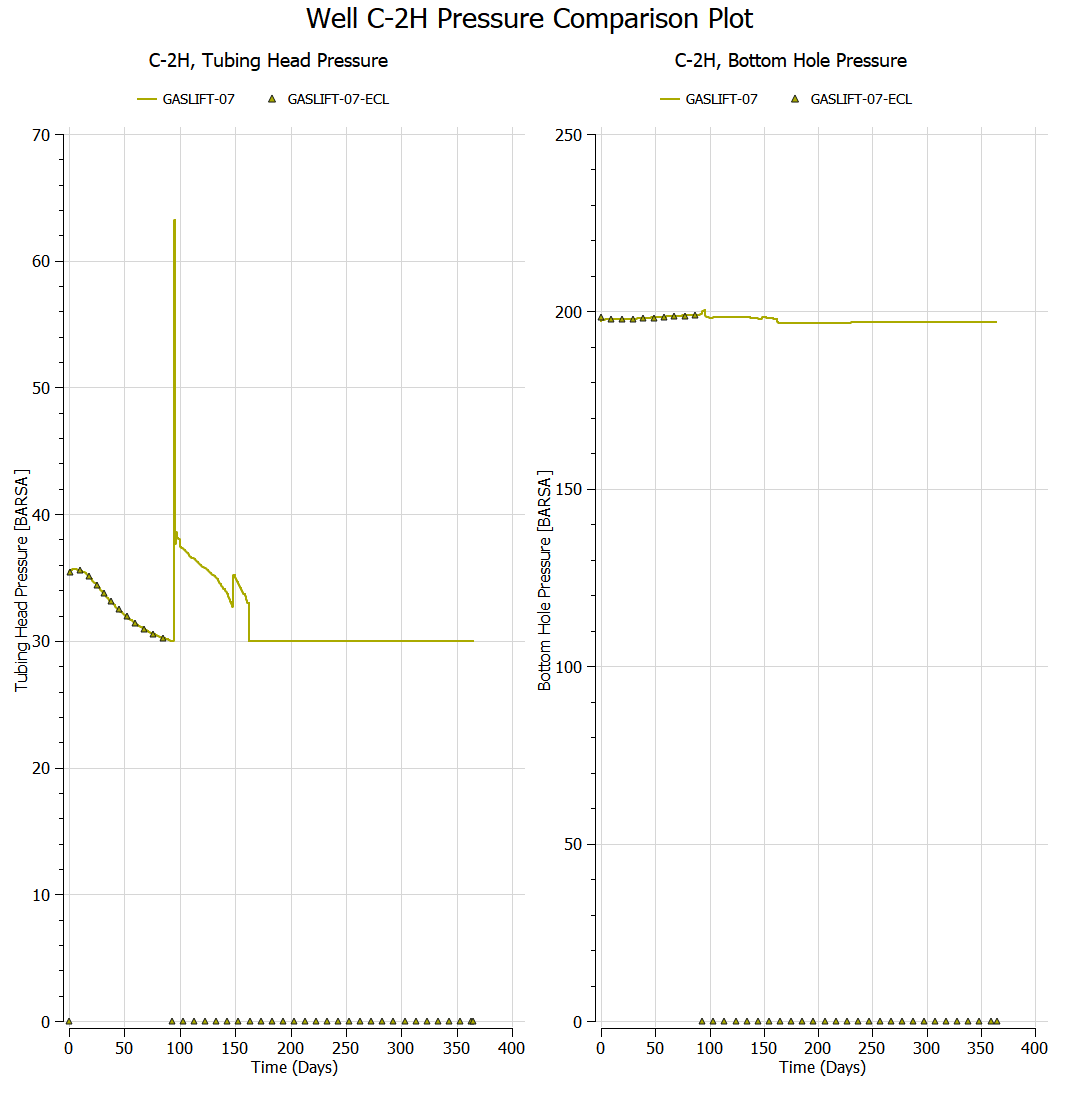 Well C-2H Pressure Comparison Plot
C-2H, Tubing Head Pressure
GASLIFT-07 GASLIFT-07-ECL
Tubing Head Pressure [BARSA]
70
60
50
40
30
20
10
0
0 50 100 150 200 250 300 350 400
Time (Days)
C-2H, Bottom Hole Pressure
GASLIFT-07 GASLIFT-07-ECL
Bottom Hole Pressure [BARSA]
250
200
150
100
50
0
0 50 100 150 200 250 300 350 400
Time (Days)